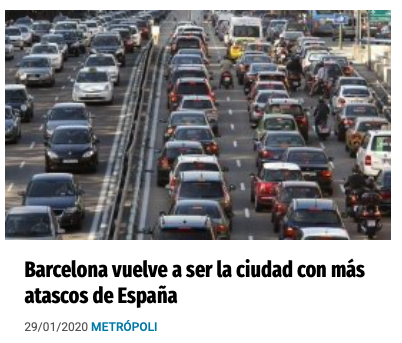 Barcelona vuelve a ser la ciudad con más
atascos de España
29/01/2020 METRÓPOLI